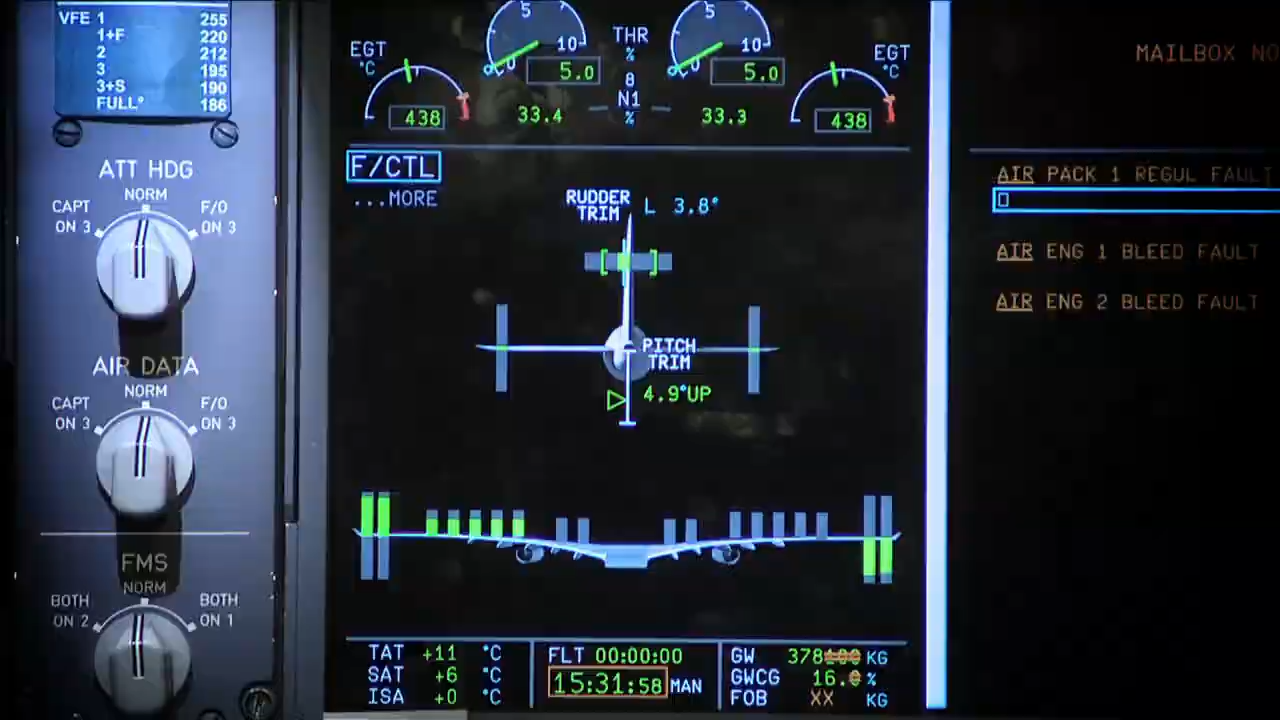 VFE 1 255
1+F 220
2 212
3 195
3+S 190
FULL° 186
ATT HDG
NORM
CAPT ON 3
F/O ON 3
AIR DATA
NORM
CAPT ON 3
F/O ON 3
FMS
NORM
BOTH ON 2
BOTH ON 1
5 5
10 THR 10
EGT % EGT
°C 0 5.0 0 5.0 °C
8
438 33.4 N1 33.3 438
%
F/CTL
...MORE
RUDDER TRIM L 3.8°
PITCH TRIM
4.9°UP
TAT +11 °C
SAT +6 °C
ISA +0 °C
FLT 00:00:00
15:31:58 MAN
GW 378 KG
GWCG 16. %
FOB XX KG
MAILBOX
AIR PACK 1 REGUL FAULT
AIR ENG 1 BLEED FAULT
AIR ENG 2 BLEED FAULT